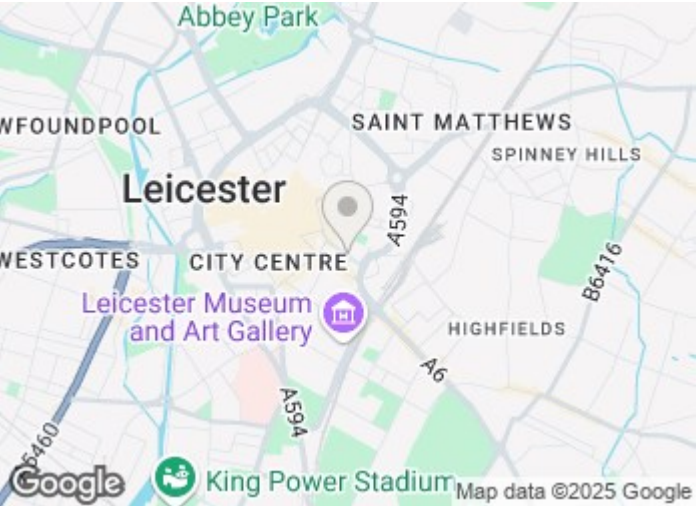 Abbey Park
WFOUNDPOOL
SAINT MATTHEWS
SPINNEY HILLS
Leicester
A594
WESTCOTES
CITY CENTRE
B6416
Leicester Museum
and Art Gallery
HIGHFIELDS
A6
A594
5460
King Power Stadium
Google
Map data ©2025 Google